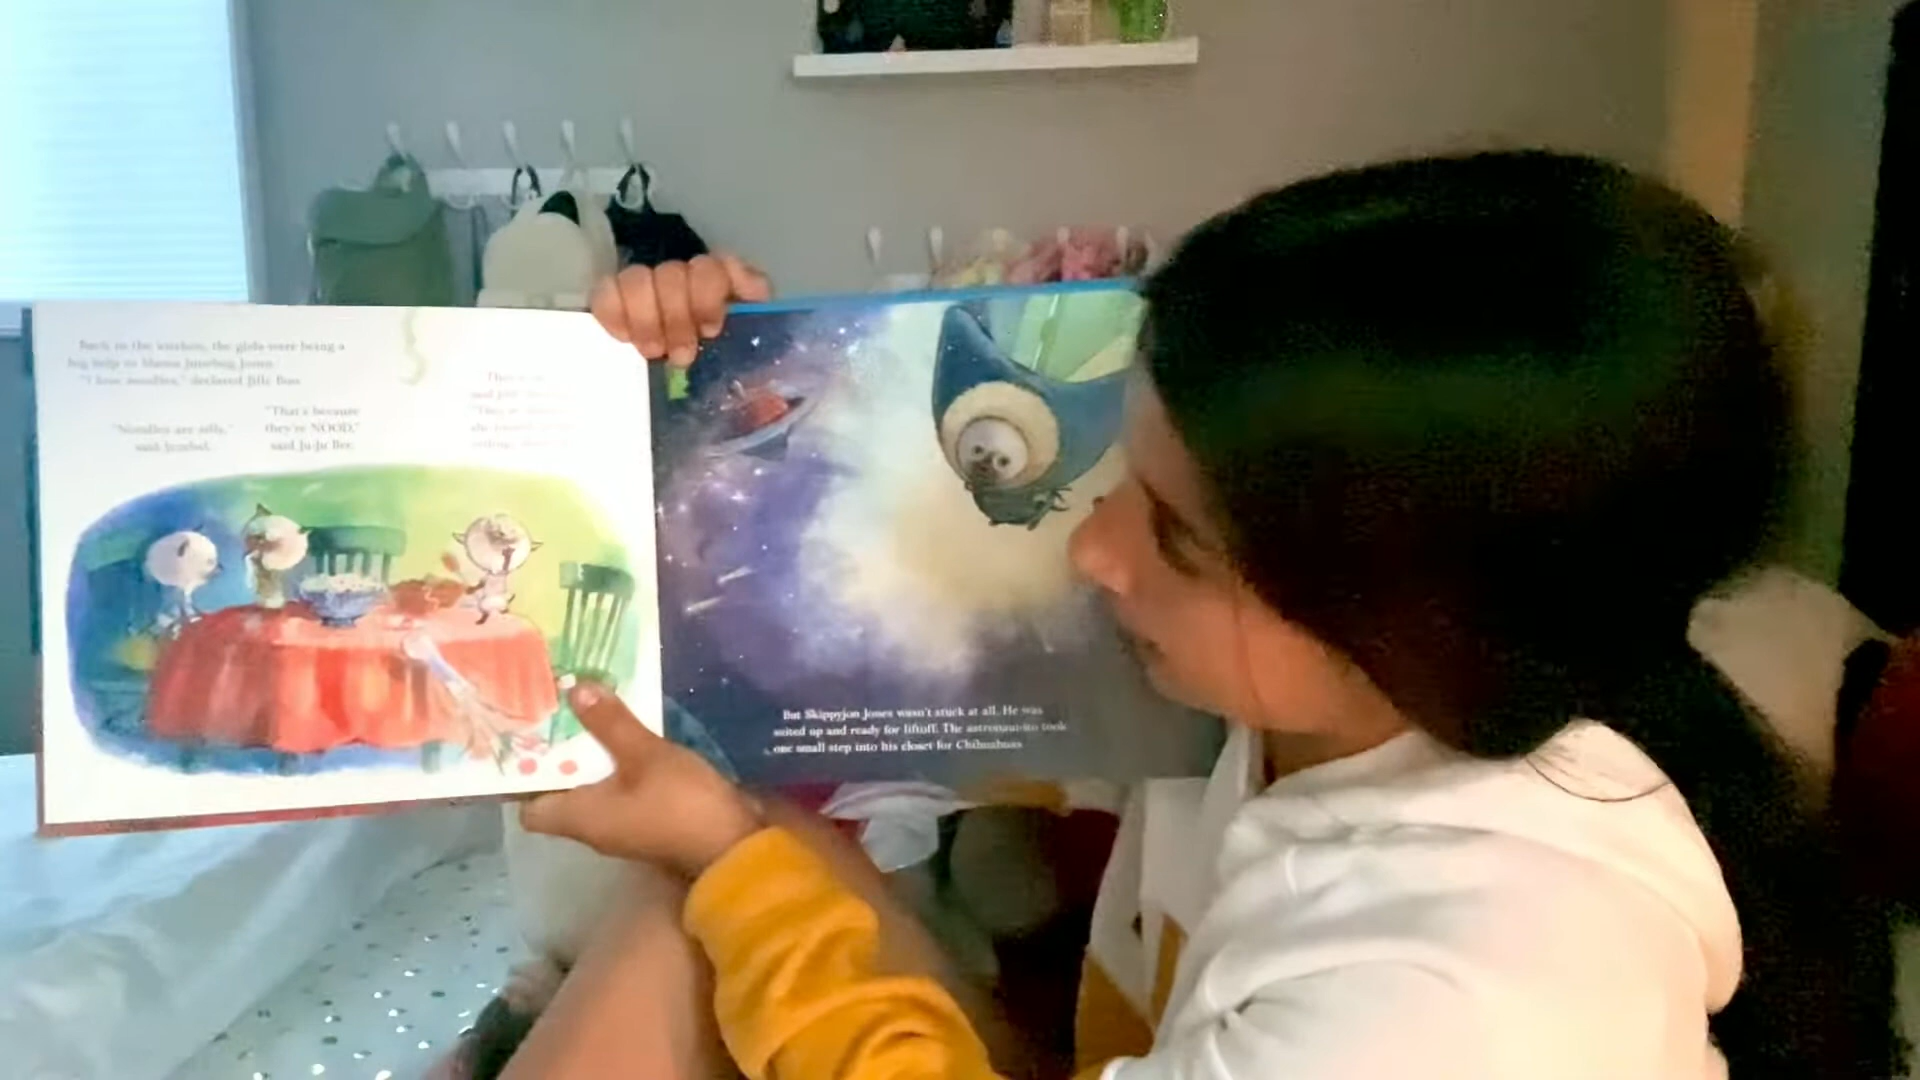 Back in the kitchen, the girls were being a
big help to Mama Junebug Jones.
"I love noodles," declared Jilly Boo.
"Noodles are silly,"
said Jezebel.
"That's because
they're NOOD,"
said Ju-Ju Bee.
But Skippyjon Jones wasn't stuck at all. He was
suited up and ready for liftoff. The astronaut-ito took
one small step into his closet for Chihuahuas